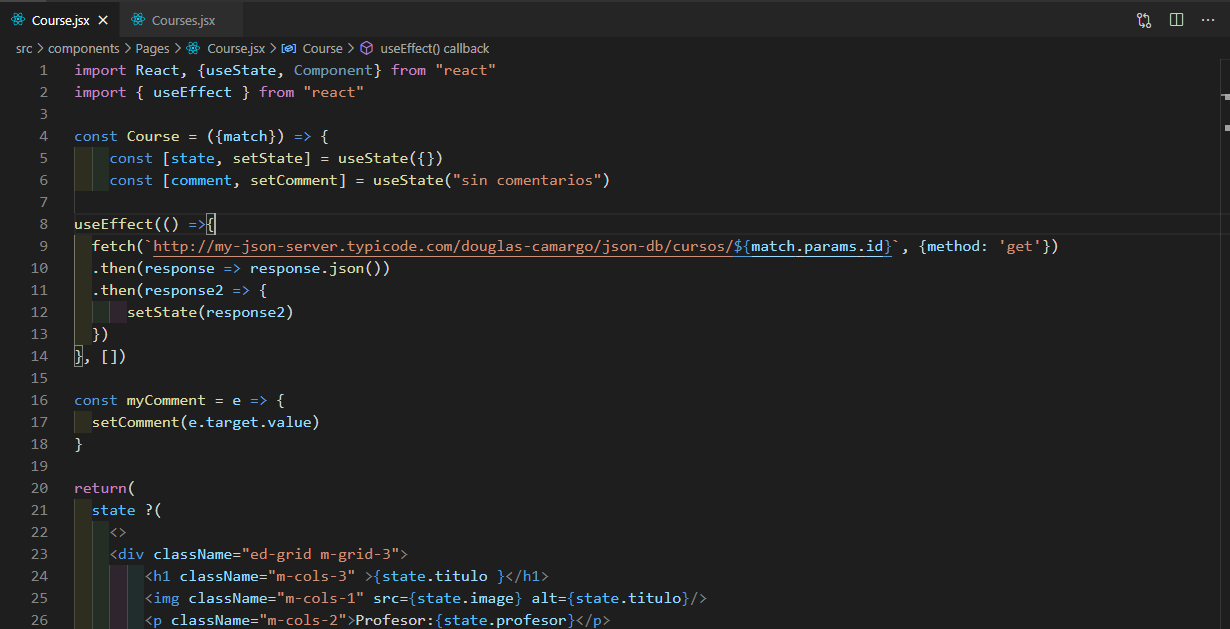 Course.jsx Courses.jsx
src > components > Pages > Course.jsx > Course > useEffect() callback
1 import React, {useState, Component} from "react"
2 import { useEffect } from "react"
3
4 const Course = ({match}) => {
5 const [state, setState] = useState({})
6 const [comment, setComment] = useState("sin comentarios")
7
8 useEffect(() =>{
9 fetch(`http://my-json-server.typicode.com/douglas-camargo/json-db/cursos/${match.params.id}`, {method: 'get'})
10 .then(response => response.json())
11 .then(response2 => {
12 setState(response2)
13 })
14 }, [])
15
16 const myComment = e => {
17 setComment(e.target.value)
18 }
19
20 return(
21 state ?(
22 <>
23 <div className="ed-grid m-grid-3">
24 <h1 className="m-cols-3" >{state.titulo }</h1>
25 <img className="m-cols-1" src={state.image} alt={state.titulo}/>
26 <p className="m-cols-2">Profesor:{state.profesor}</p>